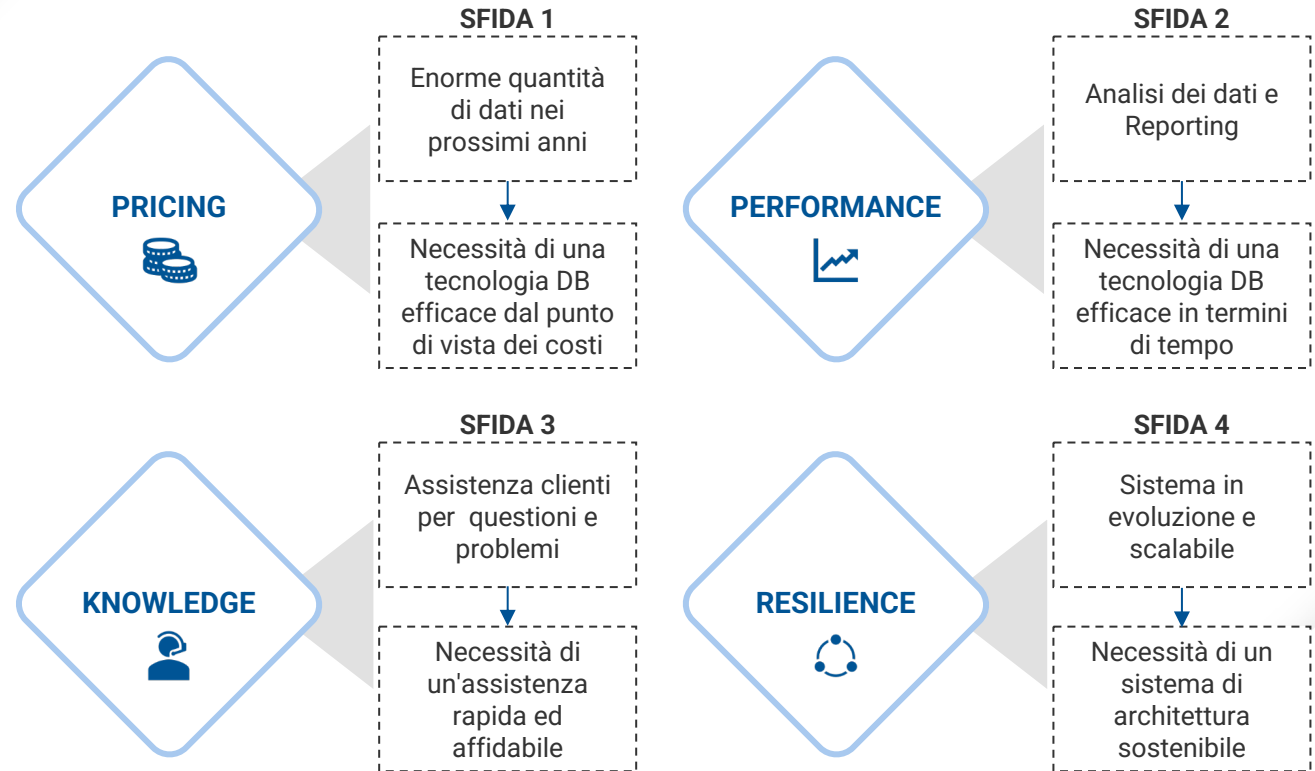 SFIDA 1
Enorme quantità
di dati nei
prossimi anni
PRICING
Necessità di una
tecnologia DB
efficace dal punto
di vista dei costi
SFIDA 2
Analisi dei dati e
Reporting
PERFORMANCE
Necessità di una
tecnologia DB
efficace in termini
di tempo
SFIDA 3
Assistenza clienti
per  questioni e
problemi
KNOWLEDGE
Necessità di
un'assistenza
rapida ed
affidabile
SFIDA 4
Sistema in
evoluzione e
scalabile
RESILIENCE
Necessità di un
sistema di
architettura
sostenibile